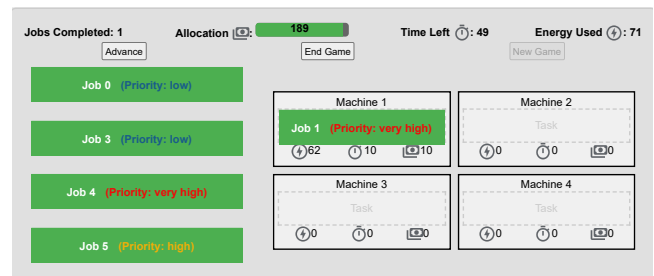 Jobs Completed: 1 Allocation : 189 Time Left : 49 Energy Used : 71
Advance End Game New Game
Job 0 (Priority: low)
Job 3 (Priority: low)
Job 4 (Priority: very high)
Job 5 (Priority: high)
Machine 1
Job 1 (Priority: very high)
62 10 10
Machine 2
Task
0 0 0
Machine 3
Task
0 0 0
Machine 4
Task
0 0 0